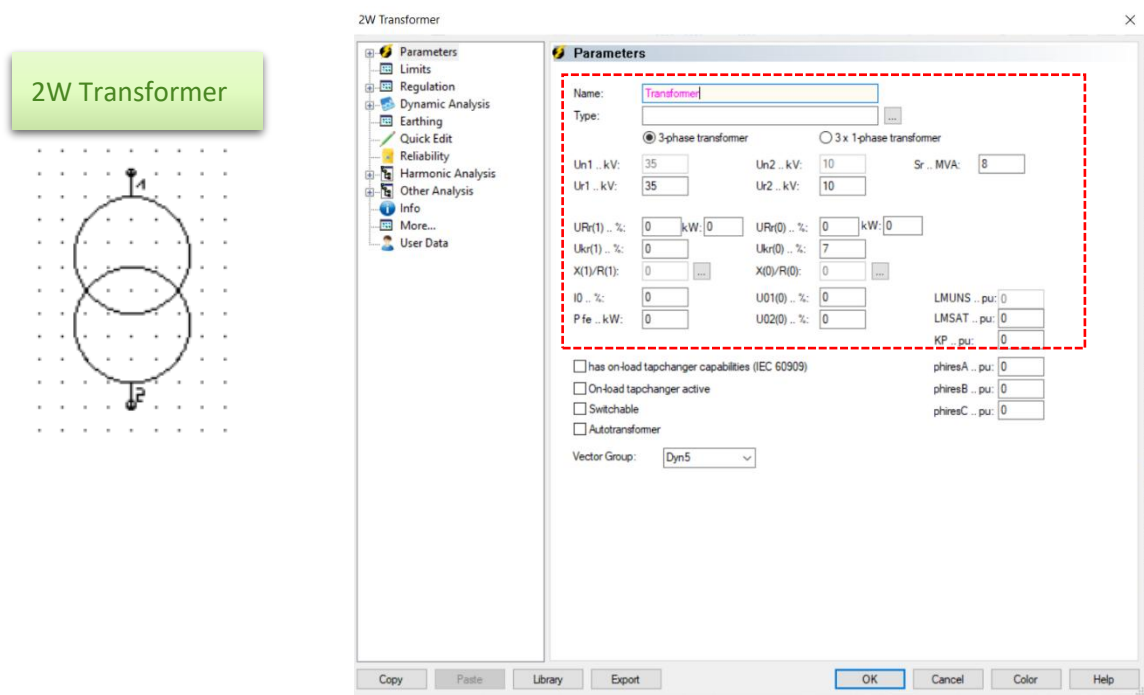 2W Transformer
2W Transformer
1
2
Parameters
Limits
Regulation
Dynamic Analysis
Earthing
Quick Edit
Reliability
Harmonic Analysis
Other Analysis
Info
More...
User Data
Parameters
Name: Transformer
Type: ...
3-phase transformer 3 x 1-phase transformer
Un1 .. kV: 35 Un2 .. kV: 10 Sr .. MVA: 8
Ur1 .. kV: 35 Ur2 .. kV: 10
URr(1) .. %: 0 kW: 0 URr(0) .. %: 0 kW: 0
Ukr(1) .. %: 0 Ukr(0) .. %: 7
X(1)/R(1): 0 ... X(0)/R(0): 0 ...
I0 .. %: 0 U01(0) .. %: 0 LMUNS .. pu: 0
P fe .. kW: 0 U02(0) .. %: 0 LMSAT .. pu: 0
KP .. pu: 0
has on-load tapchanger capabilities (IEC 60909) phiresA .. pu: 0
On-load tapchanger active phiresB .. pu: 0
Switchable phiresC .. pu: 0
Autotransformer
Vector Group: Dyn5
Copy Paste Library Export OK Cancel Color Help